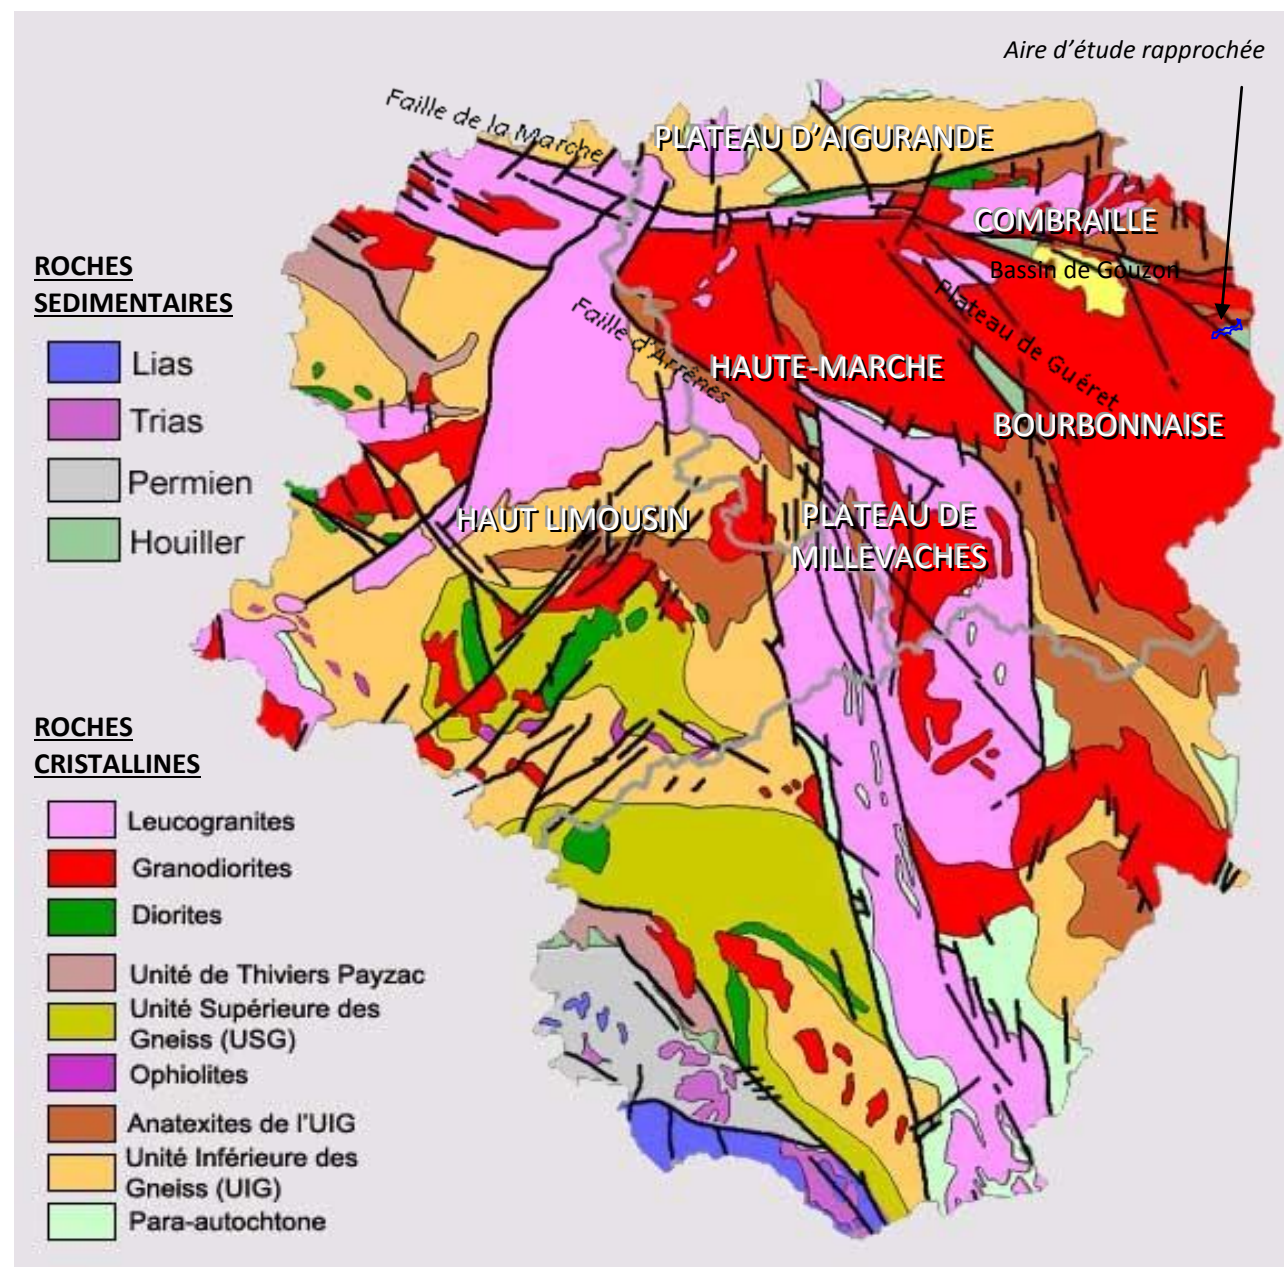 Aire d'étude rapprochée
Faille de la Marche
PLATEAU D'AIGURANDE
COMBRAILLE
Bassin de Gouzon
Plateau de Guéret
Faille d'Arrênes
HAUTE-MARCHE
BOURBONNAISE
HAUT LIMOUSIN
PLATEAU DE
MILLEVACHES
ROCHES
SEDIMENTAIRES
Lias
Trias
Permien
Houiller
ROCHES
CRISTALLINES
Leucogranites
Granodiorites
Diorites
Unité de Thiviers Payzac
Unité Supérieure des
Gneiss (USG)
Ophiolites
Anatexites de l'UIG
Unité Inférieure des
Gneiss (UIG)
Para-autochtone